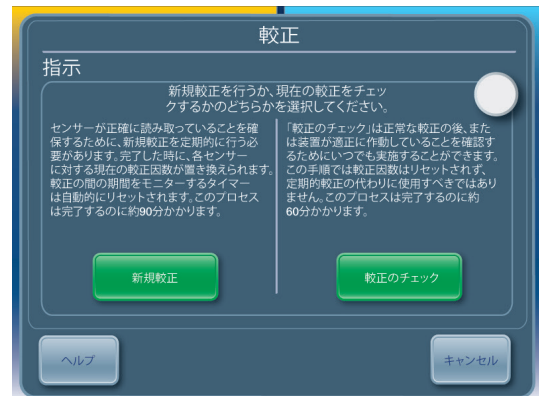 較正
指示
新規較正を行うか、現在の較正をチェッ
クするかのどちらかを選択してください。
センサーが正確に読み取っていることを確
保するために、新規較正を定期的に行う必
要があります。完了した時に、各センサー
に対する現在の較正因数が置き換えられます。
較正の間の期間をモニターするタイマー
は自動的にリセットされます。このプロセス
は完了するのに約90分かかります。
「較正のチェック」は正常な較正の後、また
は装置が適正に作動していることを確認す
るためにいつでも実施することができます。
この手順では較正因数はリセットされず、
定期的較正の代わりに使用すべきではあり
ません。このプロセスは完了するのに約
60分かかります。
新規較正
較正のチェック
ヘルプ
キャンセル